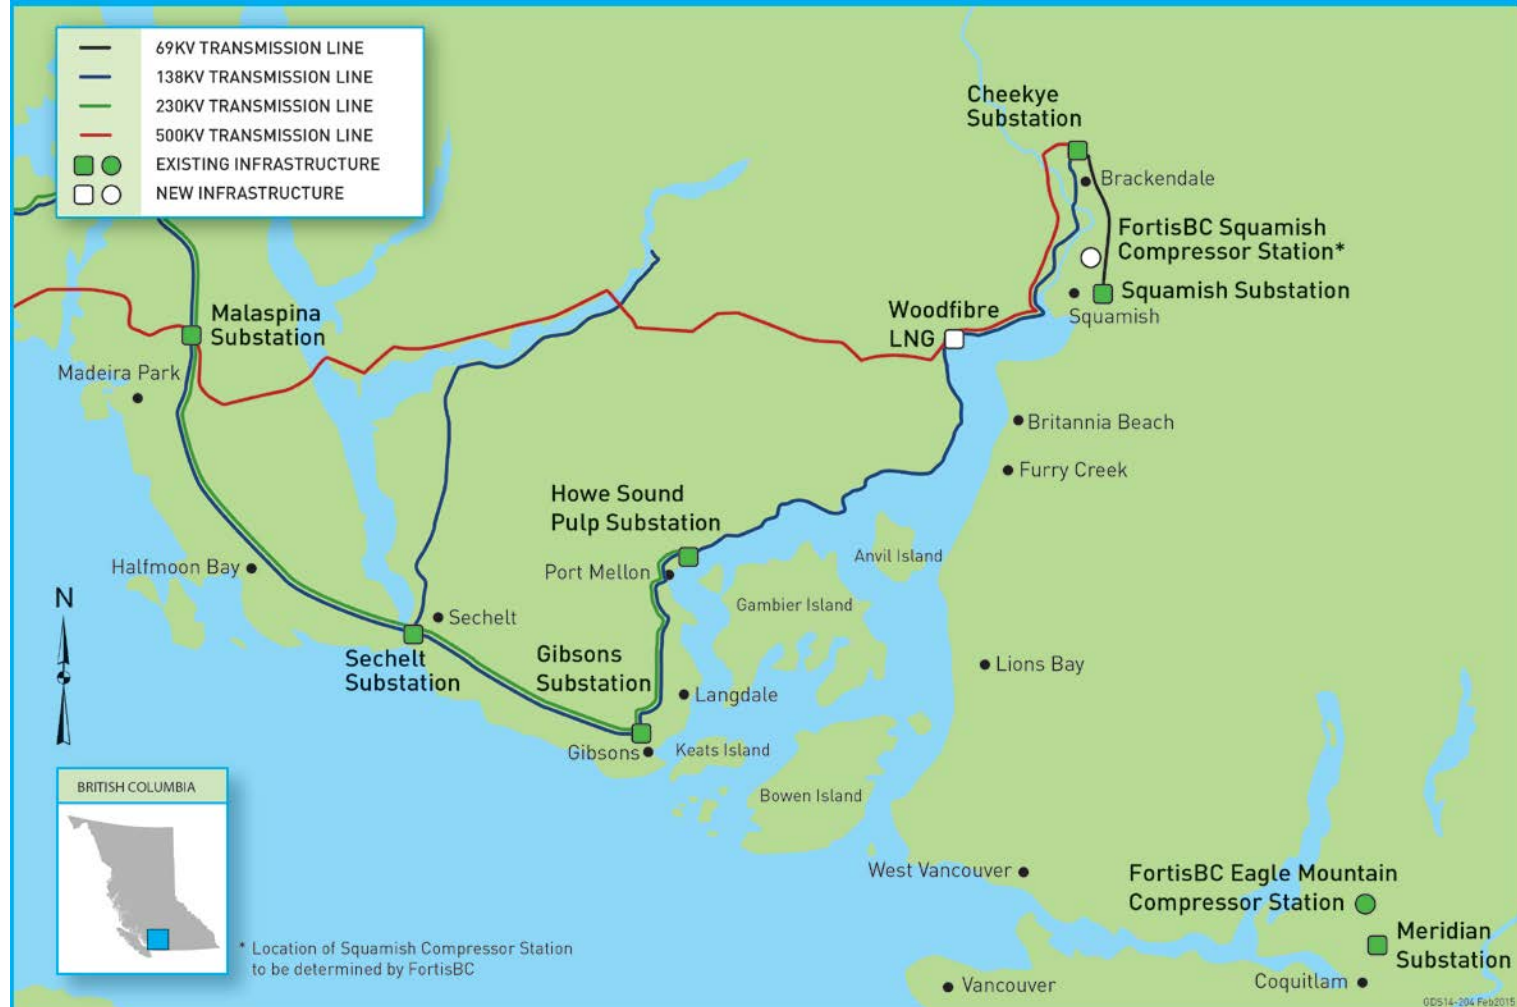 69KV TRANSMISSION LINE
138KV TRANSMISSION LINE
230KV TRANSMISSION LINE
500KV TRANSMISSION LINE
EXISTING INFRASTRUCTURE
NEW INFRASTRUCTURE
Cheekye
Substation
Brackendale
FortisBC Squamish
Compressor Station*
Squamish Substation
Squamish
Woodfibre
LNG
Malaspina
Substation
Madeira Park
Britannia Beach
Furry Creek
Howe Sound
Pulp Substation
Anvil Island
Halfmoon Bay
Port Mellon
Gambier Island
N
Sechelt
Sechelt
Substation
Gibsons
Substation
Lions Bay
Langdale
Gibsons
Keats Island
Bowen Island
BRITISH COLUMBIA
West Vancouver
FortisBC Eagle Mountain
Compressor Station
Meridian
Substation
* Location of Squamish Compressor Station
to be determined by FortisBC
Vancouver
Coquitlam
GDS14-204 Feb2015